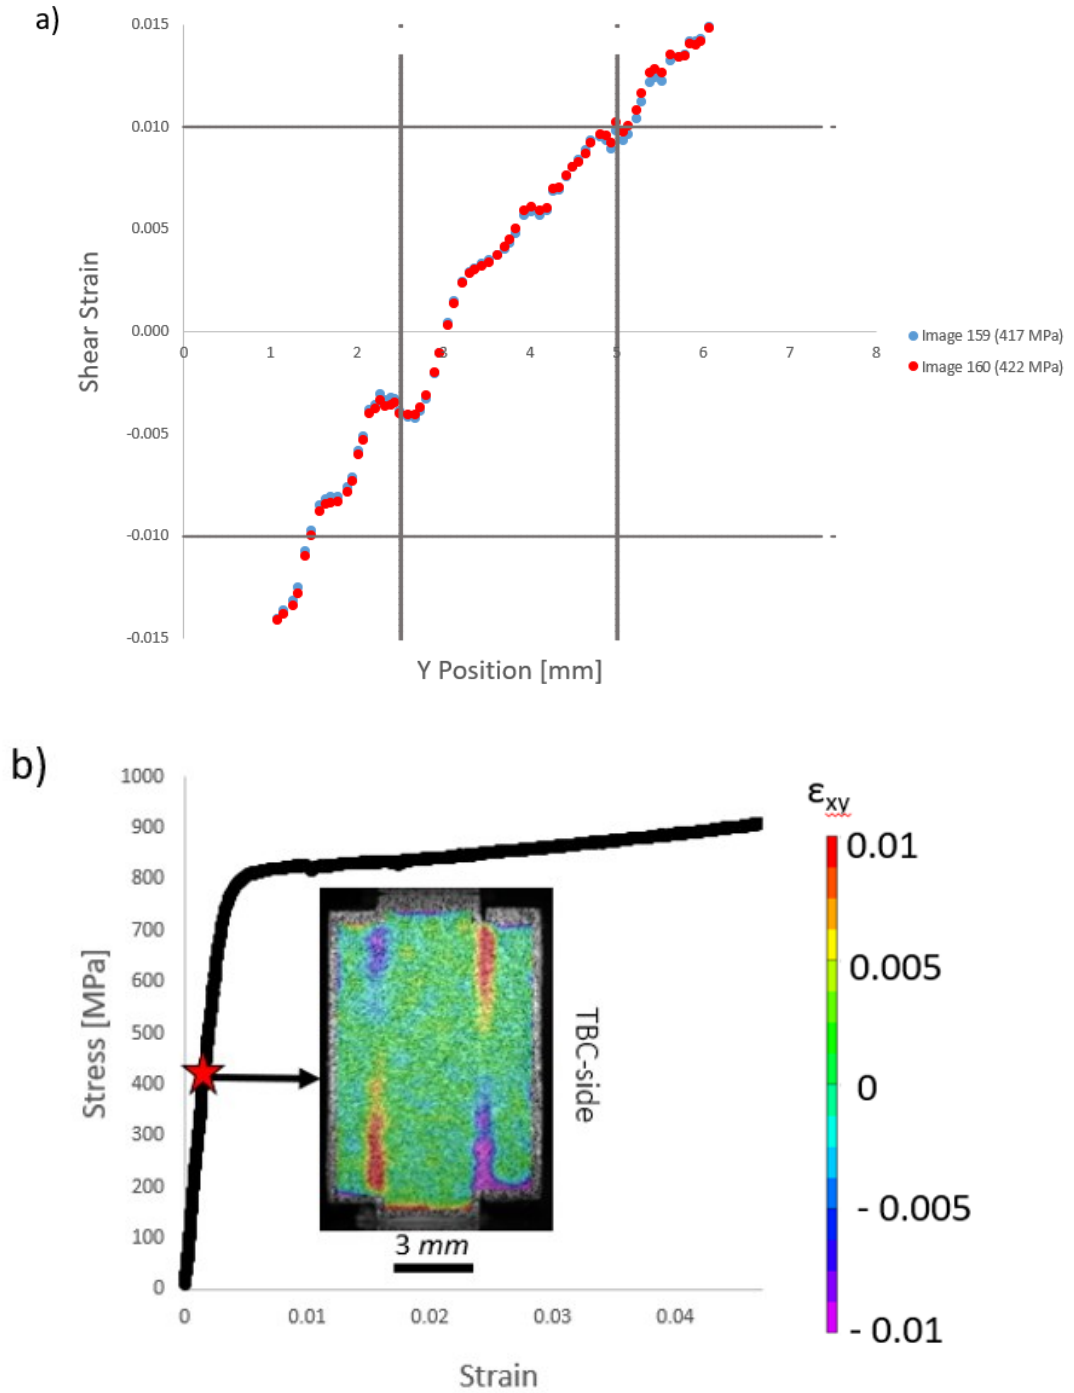 a)
0.015
0.010
0.005
0.000
-0.005
-0.010
-0.015
0 1 2 3 4 5 6 7 8
Shear Strain
Y Position [mm]
Image 159 (417 MPa)
Image 160 (422 MPa)
b)
1000
900
800
700
600
500
400
300
200
100
0
0 0.01 0.02 0.03 0.04
Stress [MPa]
Strain
TBC-side
3 mm
εxy
0.01
0.005
0
- 0.005
- 0.01